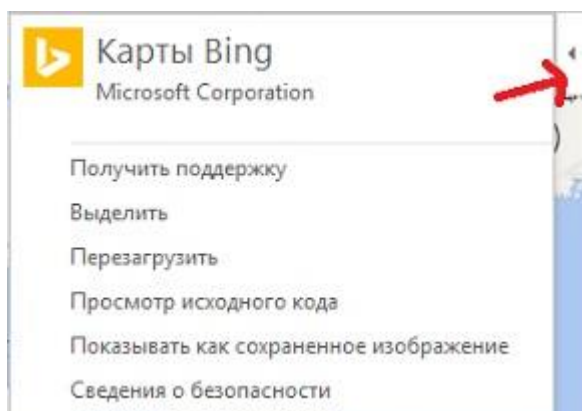 Карты Bing
Microsoft Corporation
Получить поддержку
Выделить
Перезагрузить
Просмотр исходного кода
Показывать как сохраненное изображение
Сведения о безопасности
)